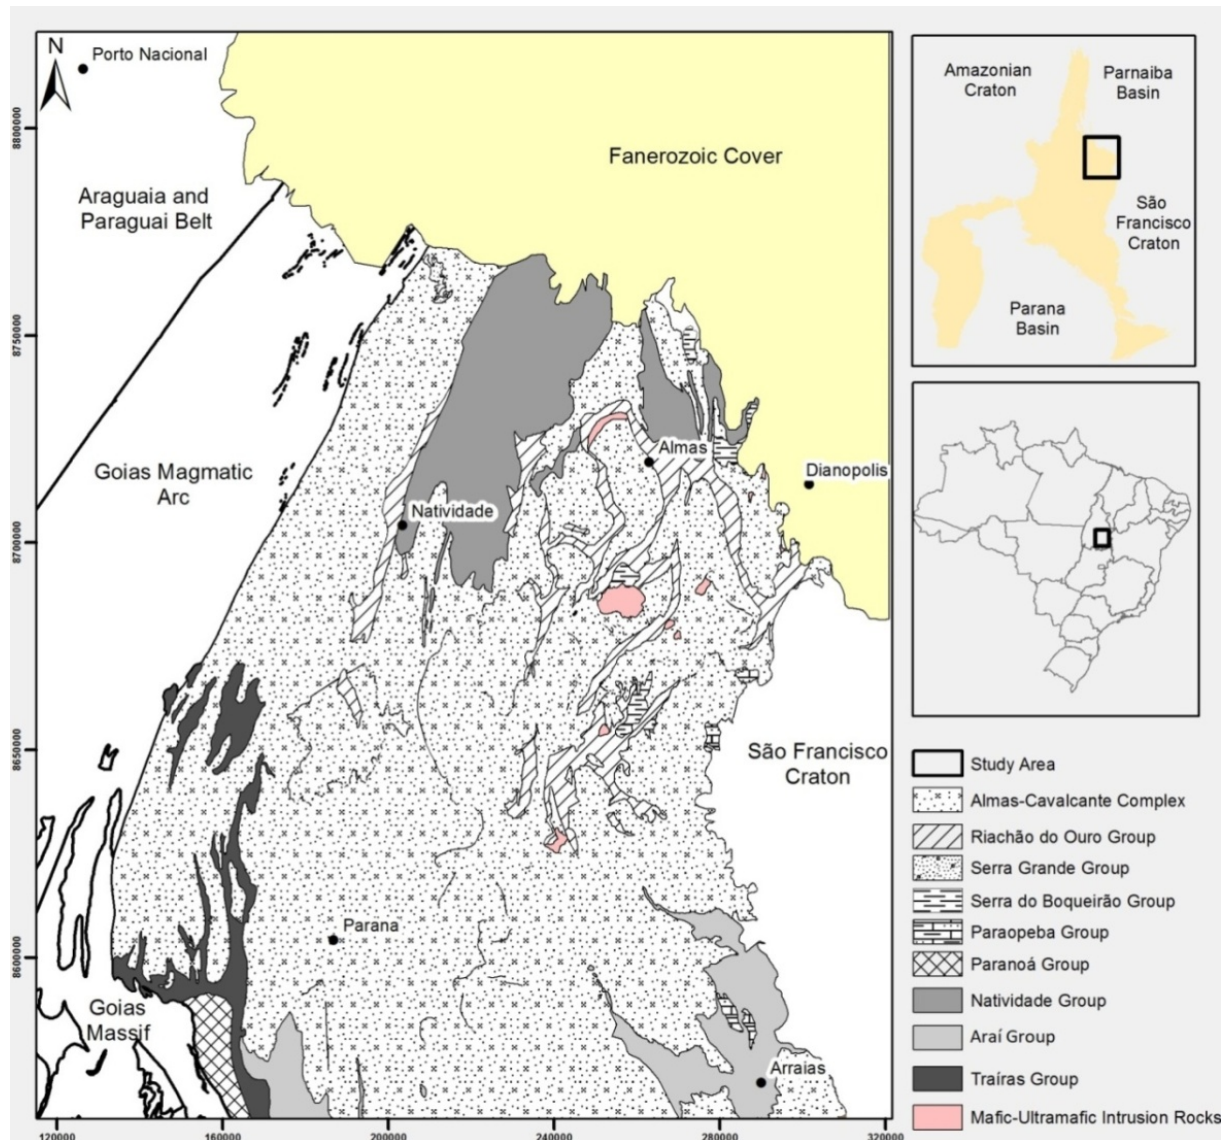 N
Porto Nacional
Fanerozoic Cover
Araguaia and
Paraguai Belt
Goias Magmatic
Arc
Almas
Dianopolis
Natividade
São Francisco
Craton
Parana
Goias
Massif
Arraias
8800000
8750000
8700000
8650000
8600000
120000
160000
200000
240000
280000
320000
Amazonian
Craton
Parnaiba
Basin
São
Francisco
Craton
Parana
Basin
Study Area
Almas-Cavalcante Complex
Riachão do Ouro Group
Serra Grande Group
Serra do Boqueirão Group
Paraopeba Group
Paranoá Group
Natividade Group
Araí Group
Traíras Group
Mafic-Ultramafic Intrusion Rocks